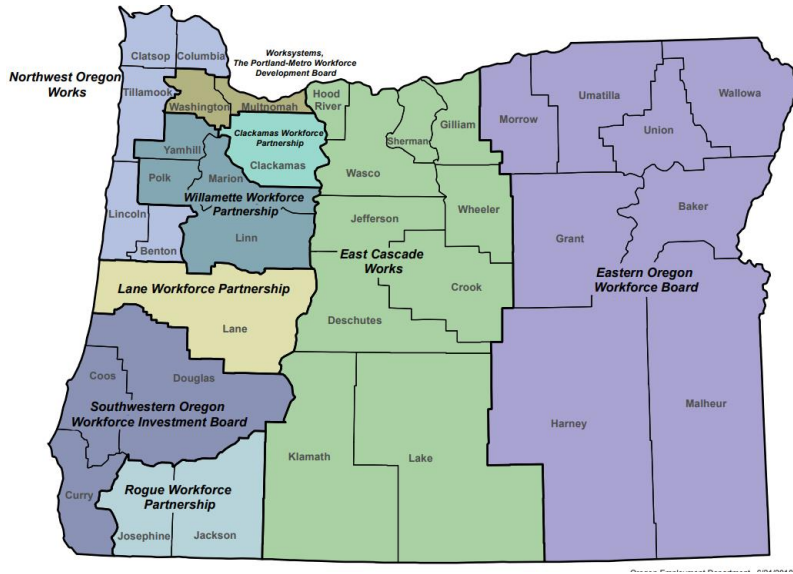 Clatsop
Columbia
Worksystems,
The Portland-Metro Workforce
Development Board
Northwest Oregon
Works
Tillamook
Washington
Multnomah
Hood
River
Gilliam
Sherman
Morrow
Umatilla
Wallowa
Union
Clackamas Workforce
Partnership
Clackamas
Yamhill
Polk
Marion
Willamette Workforce
Partnership
Wasco
Wheeler
Jefferson
Lincoln
Benton
Linn
Grant
Baker
East Cascade
Works
Crook
Deschutes
Eastern Oregon
Workforce Board
Lane Workforce Partnership
Lane
Coos
Douglas
Southwestern Oregon
Workforce Investment Board
Curry
Klamath
Lake
Harney
Malheur
Rogue Workforce
Partnership
Josephine
Jackson